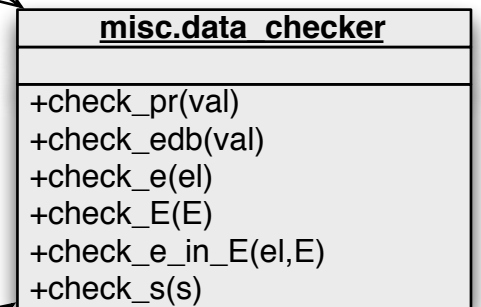 misc.data_checker
+check_pr(val)
+check_edb(val)
+check_e(el)
+check_E(E)
+check_e_in_E(el,E)
+check_s(s)